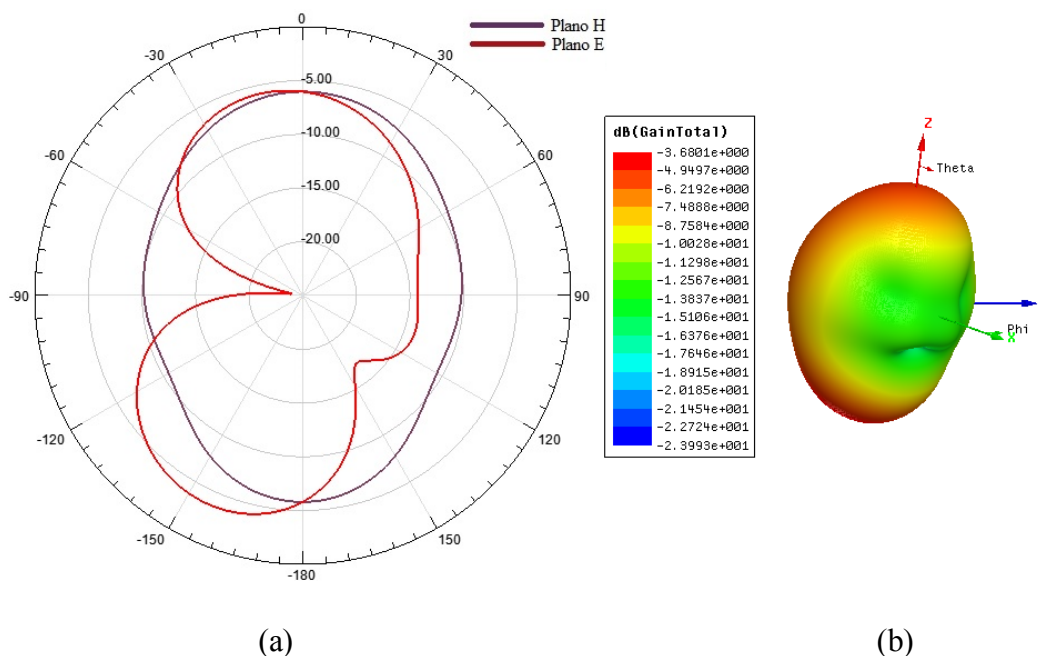 Plano H
Plano E
0
30
60
90
120
150
-180
-150
-120
-90
-60
-30
-5.00
-10.00
-15.00
-20.00
dB(GainTotal)
-3.6801e+000
-4.9497e+000
-6.2192e+000
-7.4888e+000
-8.7584e+000
-1.0028e+001
-1.1298e+001
-1.2567e+001
-1.3837e+001
-1.5106e+001
-1.6376e+001
-1.7646e+001
-1.8915e+001
-2.0185e+001
-2.1454e+001
-2.2724e+001
-2.3993e+001
Z
Theta
Phi
X
(a)
(b)